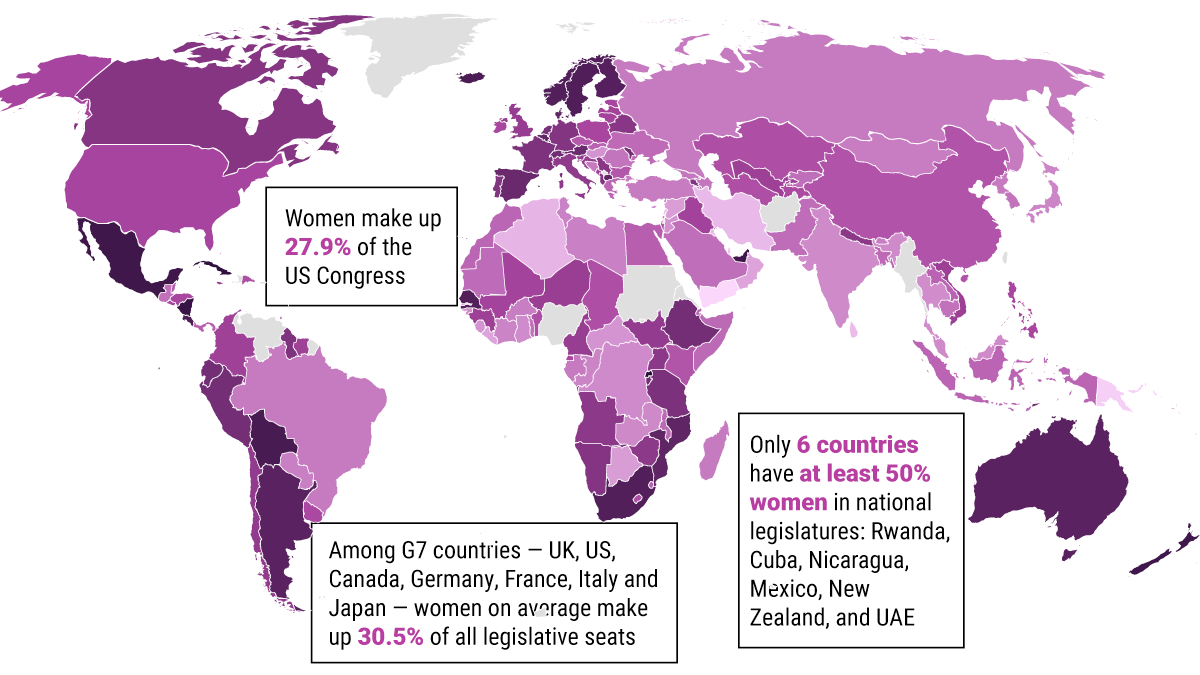 Women make up
27.9% of the
US Congress
Only 6 countries
have at least 50%
women in national
legislatures: Rwanda,
Cuba, Nicaragua,
Mexico, New
Zealand, and UAE
Among G7 countries — UK, US,
Canada, Germany, France, Italy and
Japan — women on average make
up 30.5% of all legislative seats